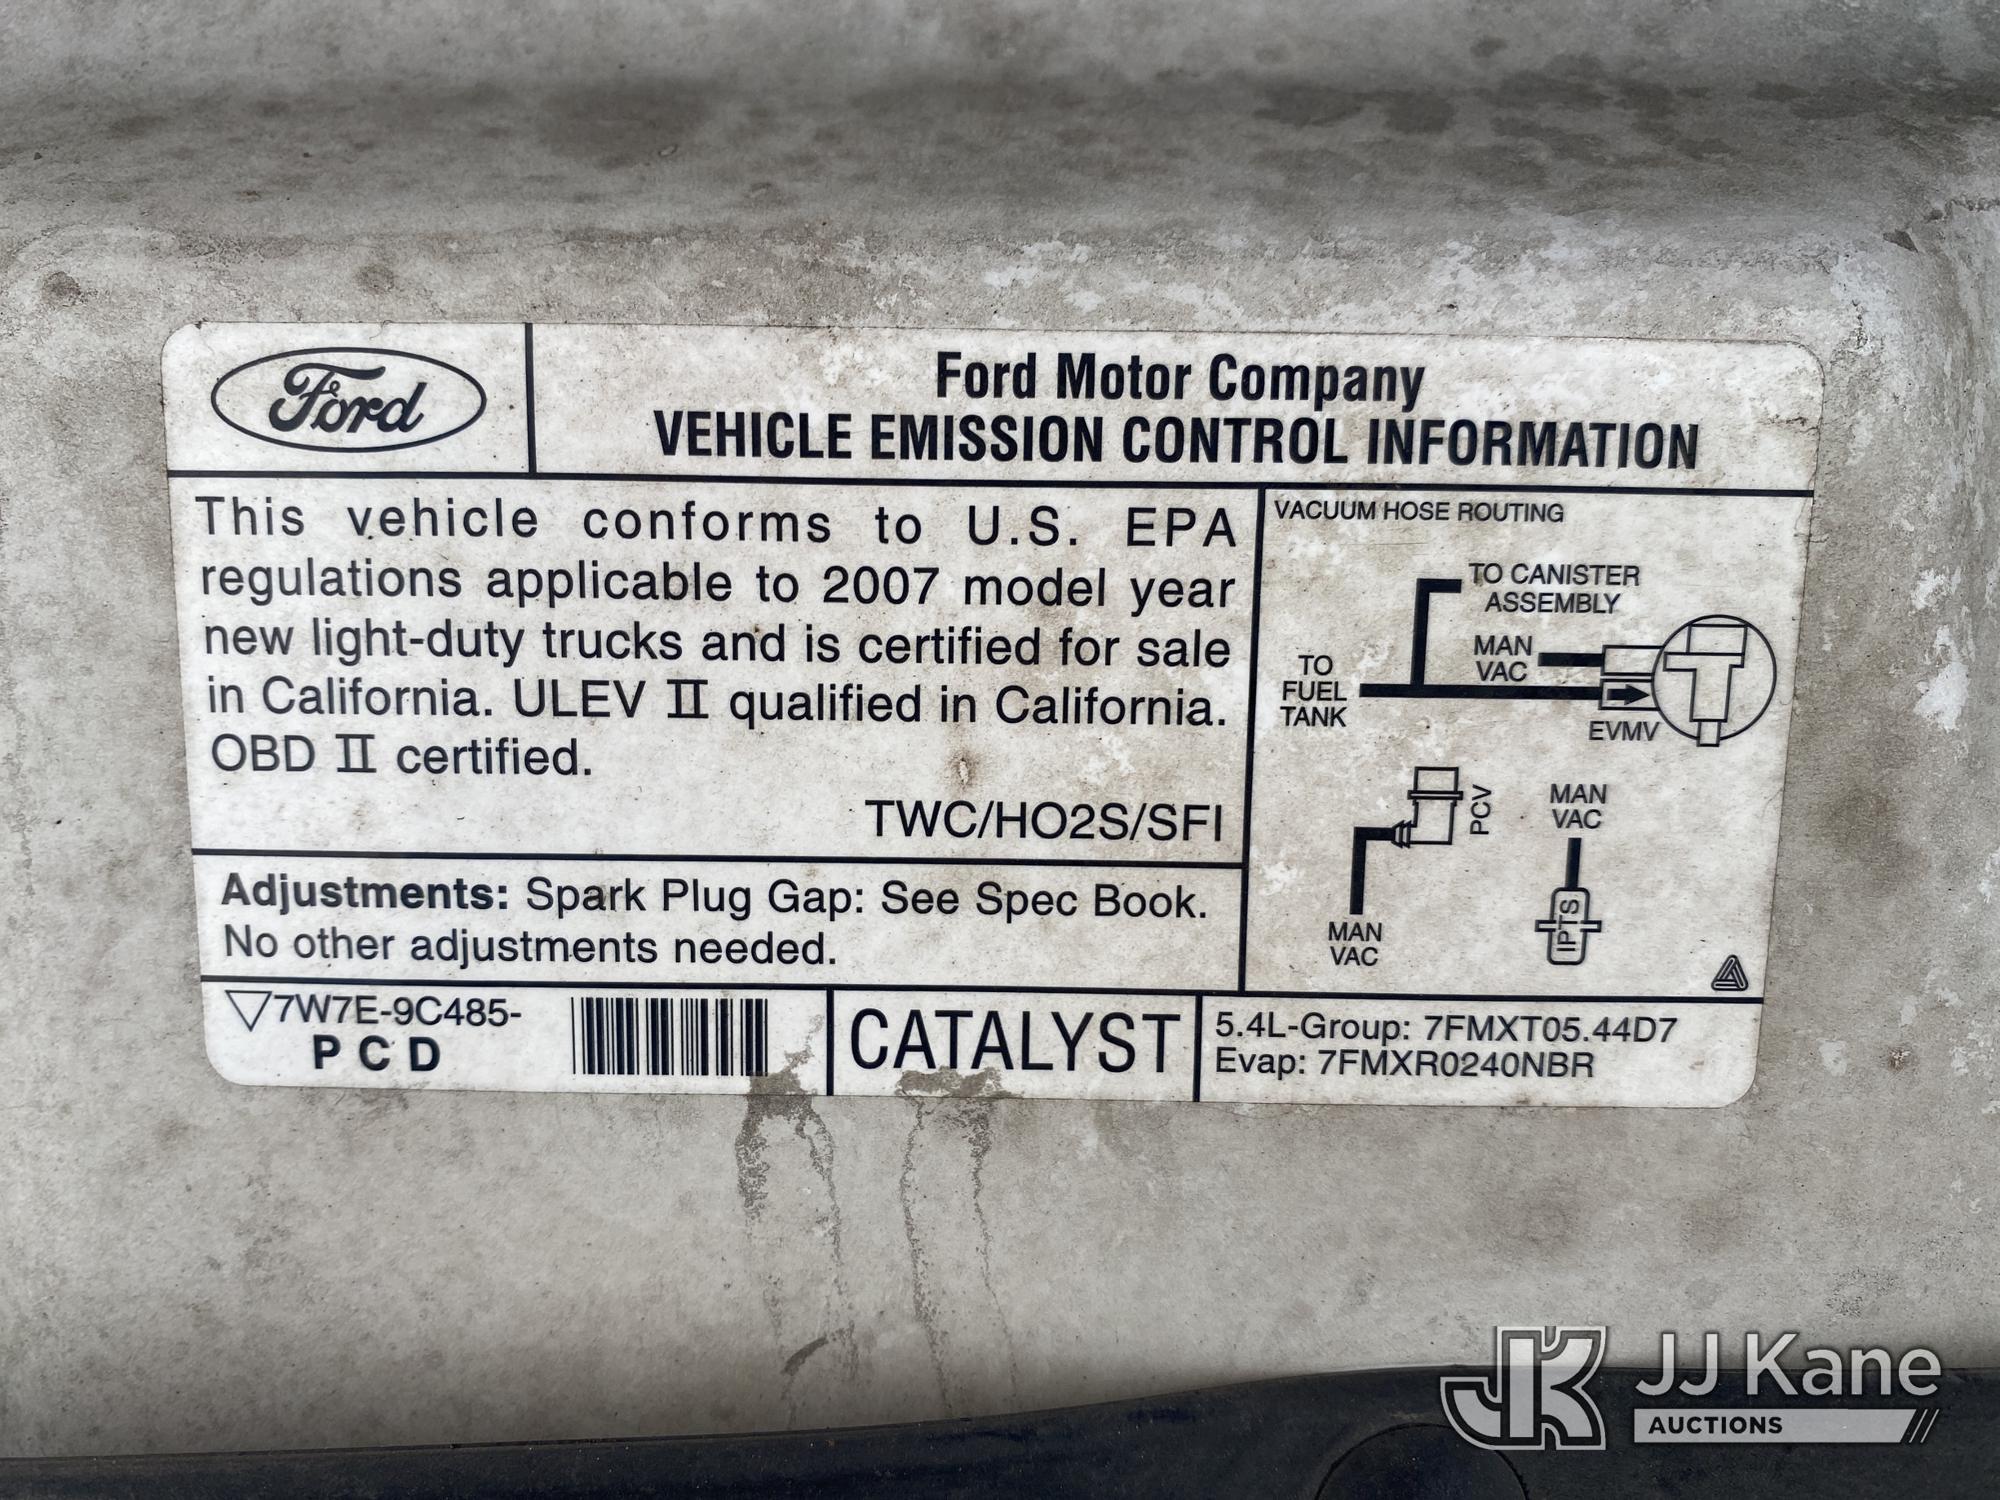 Ford
Ford Motor Company
VEHICLE EMISSION CONTROL INFORMATION
This vehicle conforms to U.S. EPA
regulations applicable to 2007 model year
new light-duty trucks and is certified for sale
in California. ULEV II qualified in California.
OBD II certified.
TWC/HO2S/SFI
Adjustments: Spark Plug Gap: See Spec Book.
No other adjustments needed.
VACUUM HOSE ROUTING
TO CANISTER
ASSEMBLY
MAN
VAC
TO
FUEL
TANK
EVMV
PCV
MAN
VAC
MAN
VAC
IPTS
7W7E-9C485-
P C D
CATALYST
5.4L-Group: 7FMXT05.44D7
Evap: 7FMXR0240NBR
JK JJ Kane
AUCTIONS